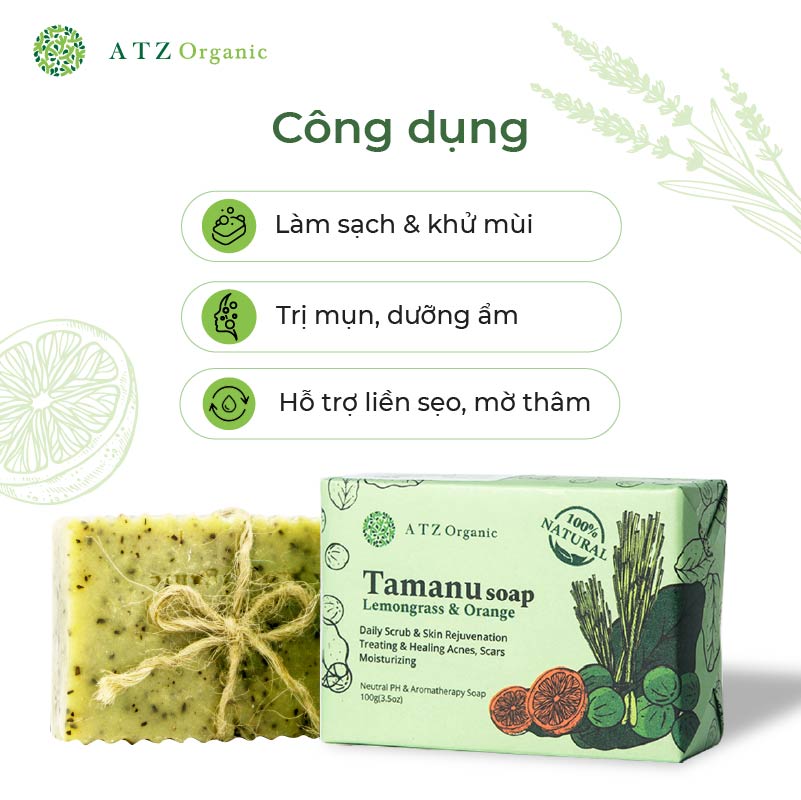 ATZ Organic
Công dụng
Làm sạch & khử mùi
Trị mụn, dưỡng ẩm
Hỗ trợ liền sẹo, mờ thâm
ATZ Organic
100%
NATURAL
Tamanu soap
Lemongrass & Orange
Daily Scrub & Skin Rejuvenation
Treating & Healing Acnes, Scars
Moisturizing
Neutral PH & Aromatherapy Soap
100g(3.5oz)